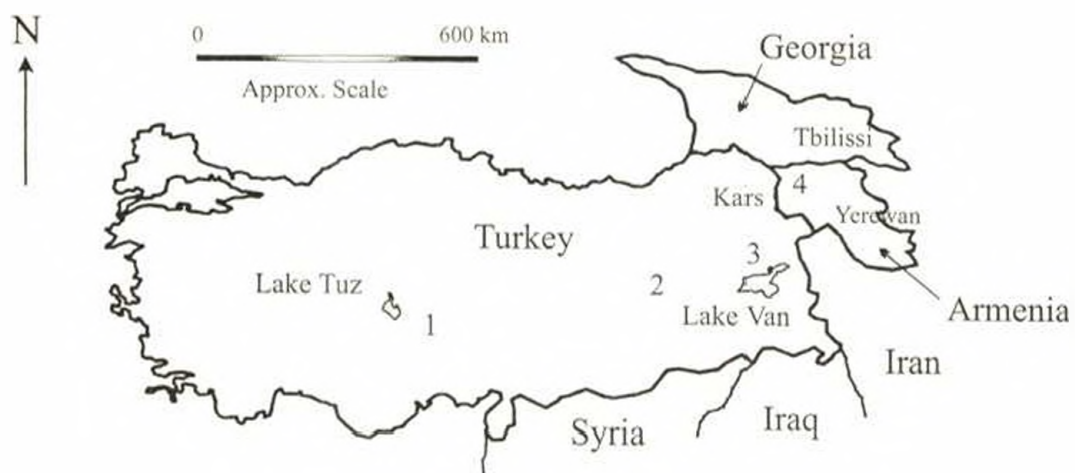 N
0 600 km
Approx. Scale
Georgia
Tbilissi
Kars
4
Yerewan
Turkey
3
Lake Tuz
2
1
Lake Van
Armenia
Iran
Syria
Iraq